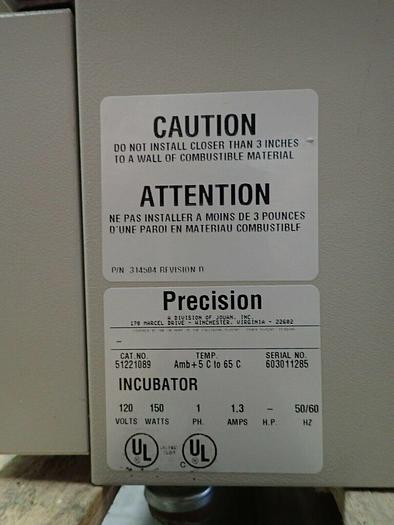 CAUTION
DO NOT INSTALL CLOSER THAN 3 INCHES
TO A WALL OF COMBUSTIBLE MATERIAL
ATTENTION
NE PAS INSTALLER A MOINS DE 3 POUNCES
D'UNE PAROI EN MATERIAU COMBUSTIBLF
P/N 314504 REVISION D
Precision
A DIVISION OF JOUAN, INC.
170 MARCEL DRIVE - WINCHESTER, VIRGINIA - 22602
CAT.NO. TEMP. SERIAL NO.
51221089 Amb+5 C to 65 C 603011285
INCUBATOR
120 150 1 1.3 – 50/60
VOLTS WATTS PH. AMPS H.P. HZ
UL UL
C